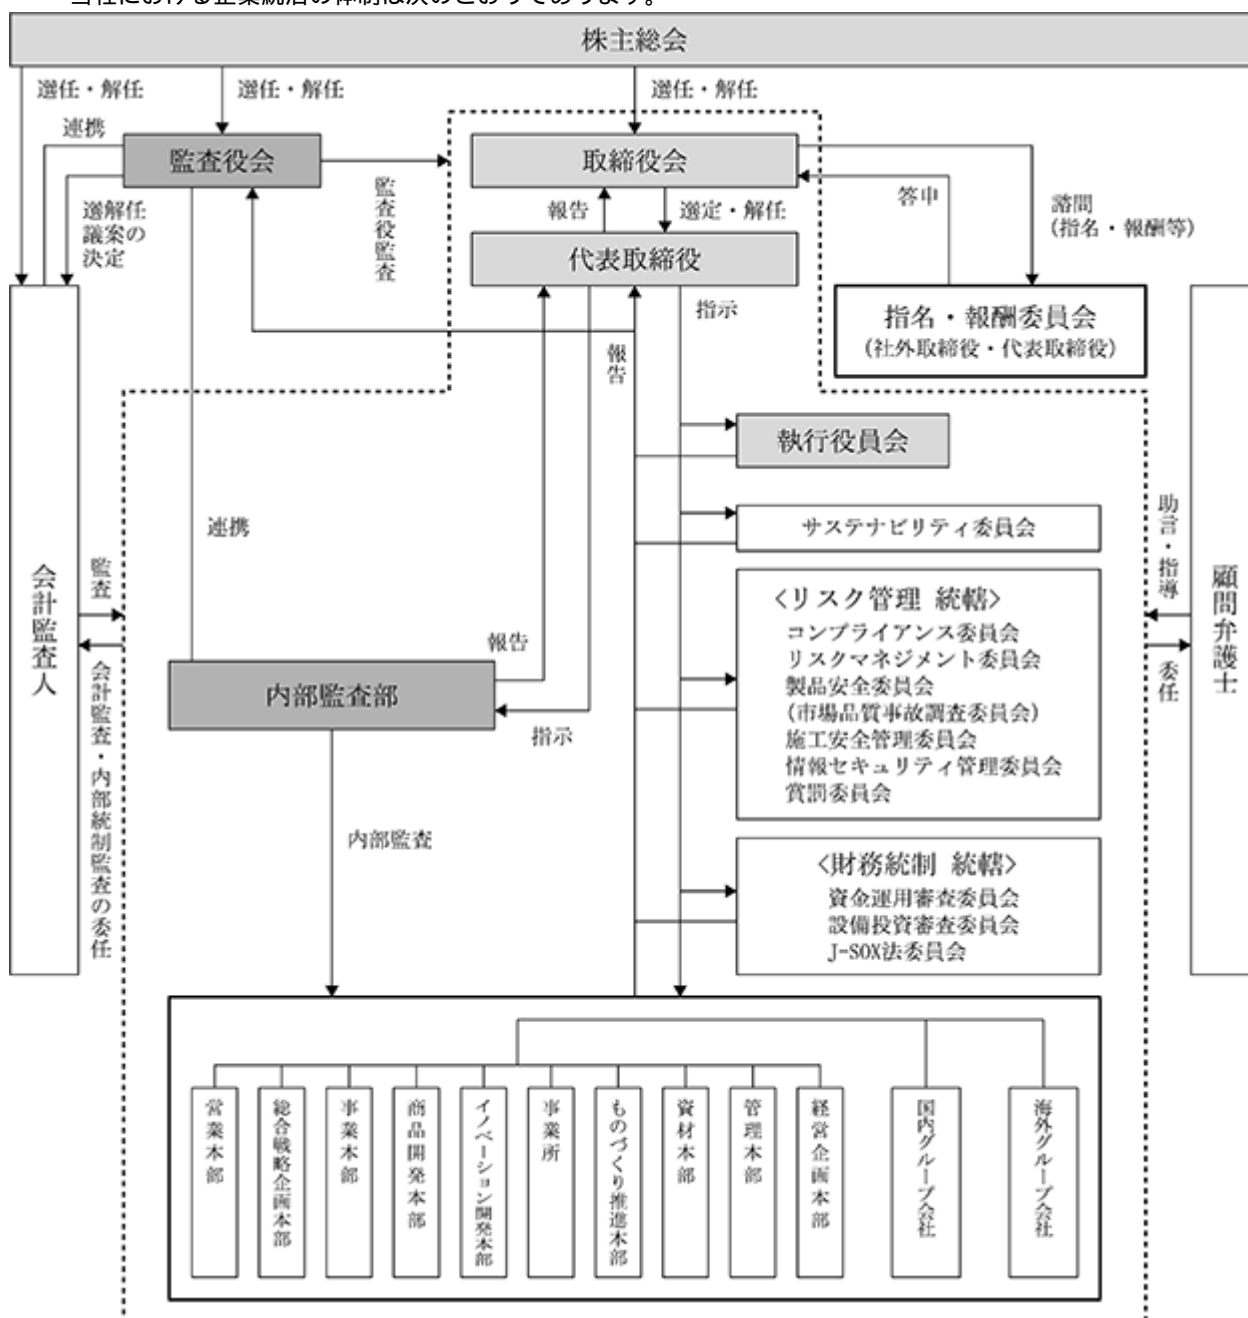 当社における企業統治の体制は次のとおりであります。
株主総会
選任・解任
選任・解任
選任・解任
連携
監査役会
取締役会
監査役監査
選解任
議案の
決定
報告
選定・解任
答申
諮問
(指名・報酬等)
代表取締役
指示
報告
指名・報酬委員会
(社外取締役・代表取締役)
執行役員会
連携
サステナビリティ委員会
助言・指導
監査
会計監査人
顧問弁護士
<リスク管理 統轄>
コンプライアンス委員会
リスクマネジメント委員会
製品安全委員会
(市場品質事故調査委員会)
施工安全管理委員会
情報セキュリティ管理委員会
賞罰委員会
報告
内部監査部
指示
委任
会計監査・内部統制監査の委任
内部監査
<財務統制 統轄>
資金運用審査委員会
設備投資審査委員会
J-SOX法委員会
営業本部
総合戦略企画本部
事業本部
商品開発本部
イノベーション開発本部
事業所
ものづくり推進本部
資材本部
管理本部
経営企画本部
国内グループ会社
海外グループ会社